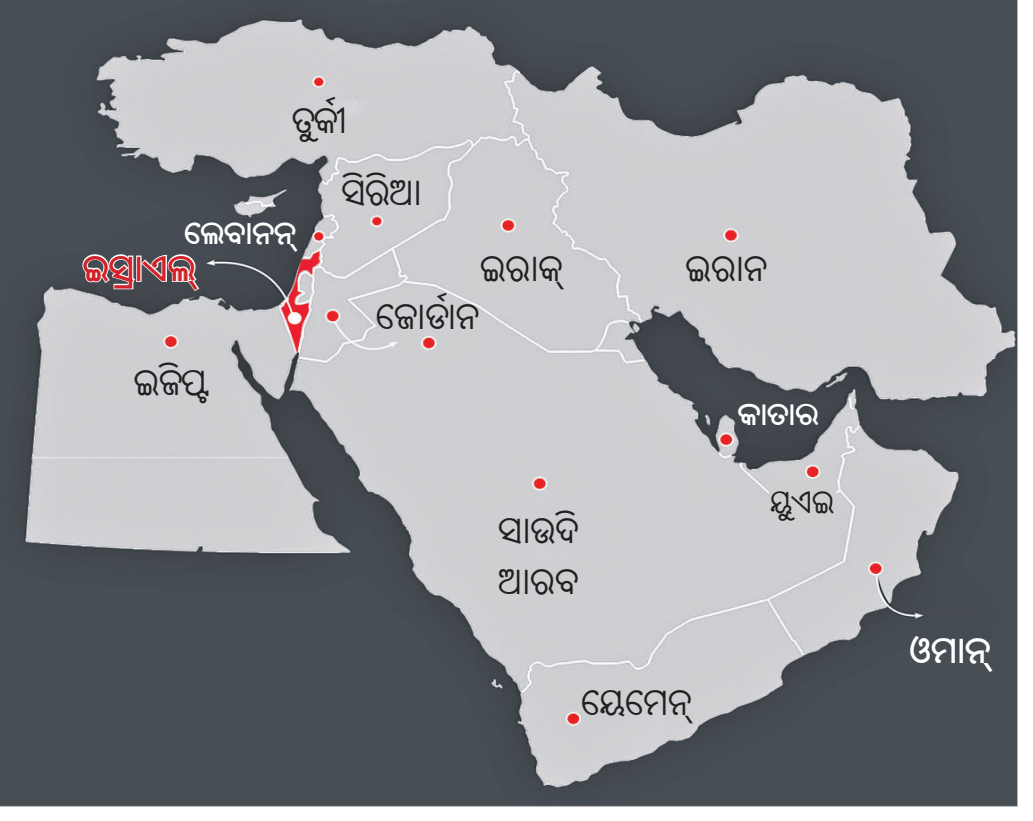 ତୁର୍କୀ
ସିରିଆ
ଲେବାନନ୍
ଇସ୍ରାଏଲ୍
ଇରାକ୍
ଇରାନ
ଜୋର୍ଡାନ
ଇଜିପ୍ଟ
କାତାର
ୟୁଏଇ
ସାଉଦି
ଆରବ
ଓମାନ୍
ୟେମେନ୍